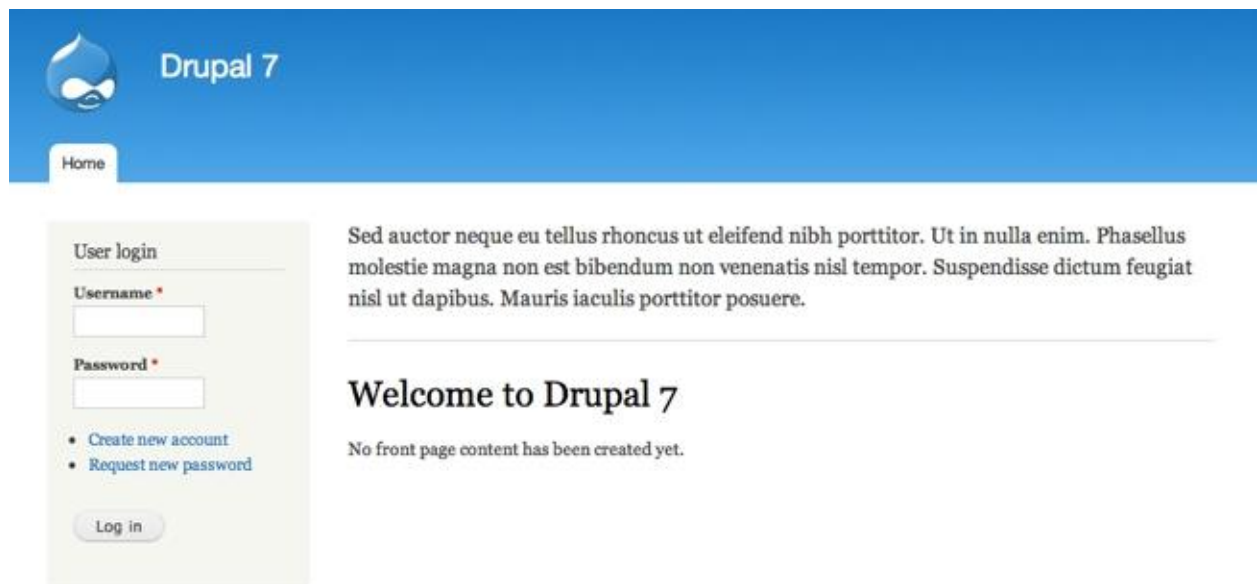 Drupal 7
Home
User login
Username *
Password *
Create new account
Request new password
Log in
Sed auctor neque eu tellus rhoncus ut eleifend nibh porttitor. Ut in nulla enim. Phasellus
molestie magna non est bibendum non venenatis nisl tempor. Suspendisse dictum feugiat
nisl ut dapibus. Mauris iaculis porttitor posuere.
Welcome to Drupal 7
No front page content has been created yet.